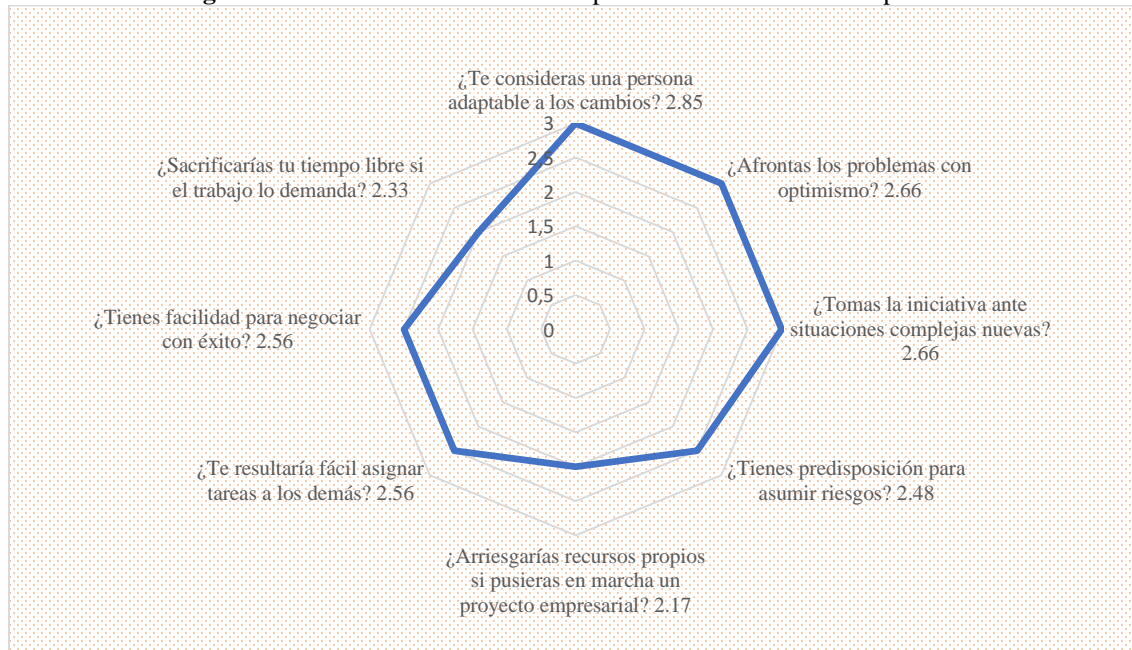 ¿Te consideras una persona
adaptable a los cambios? 2.85
¿Afrontas los problemas con
optimismo? 2.66
¿Tomas la iniciativa ante
situaciones complejas nuevas?
2.66
¿Tienes predisposición para
asumir riesgos? 2.48
¿Arriesgarías recursos propios
si pusieras en marcha un
proyecto empresarial? 2.17
¿Te resultaría fácil asignar
tareas a los demás? 2.56
¿Tienes facilidad para negociar
con éxito? 2.56
¿Sacrificarías tu tiempo libre si
el trabajo lo demanda? 2.33
3
2,5
2
1,5
1
0,5
0